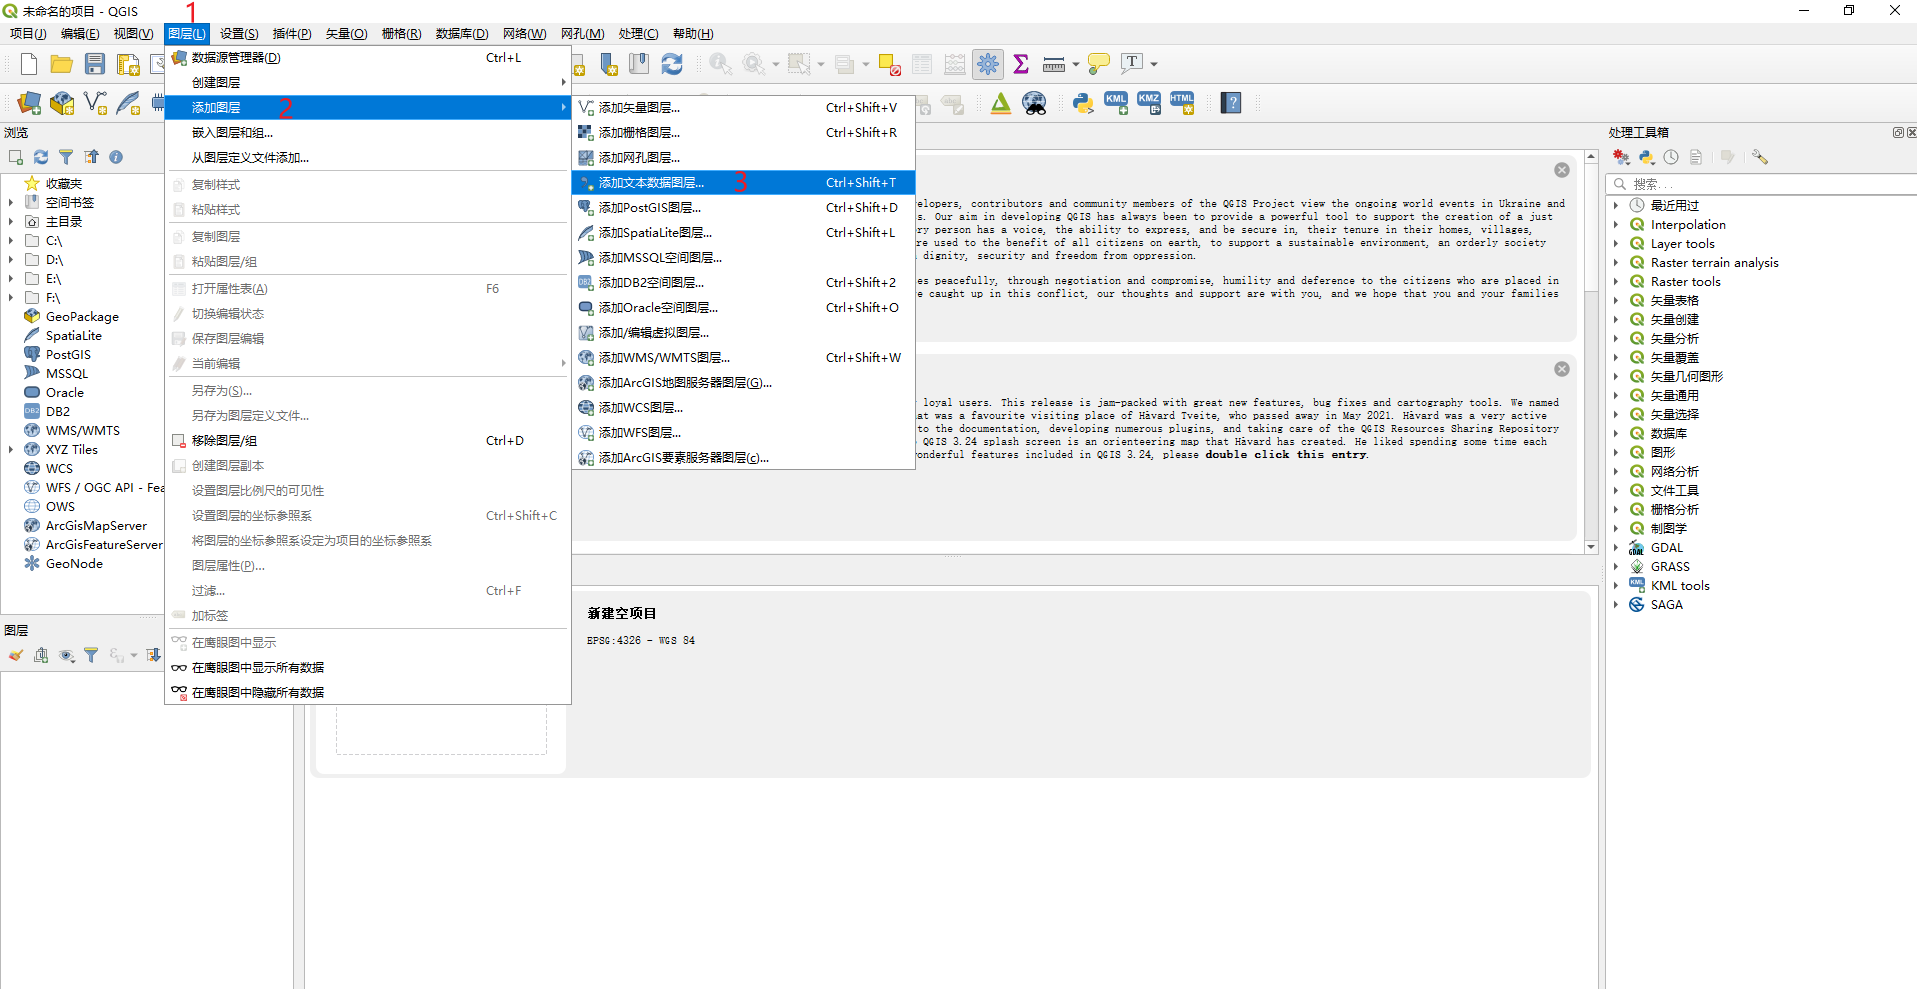 未命名的项目 - QGIS
1
项目(J) 编辑(E) 视图(V) 图层(L) 设置(S) 插件(P) 矢量(O) 栅格(R) 数据库(D) 网络(W) 网孔(M) 处理(C) 帮助(H)
数据源管理器(D) Ctrl+L
创建图层
添加图层 2
嵌入图层和组...
从图层定义文件添加...
复制样式
粘贴样式
复制图层
粘贴图层/组
打开属性表(A) F6
切换编辑状态
保存图层编辑
当前编辑
另存为(S)...
另存为图层定义文件...
移除图层/组 Ctrl+D
创建图层副本
设置图层比例尺的可见性
设置图层的坐标参照系 Ctrl+Shift+C
将图层的坐标参照系设定为项目的坐标参照系
图层属性(P)...
过滤... Ctrl+F
加标签
在鹰眼图中显示
在鹰眼图中显示所有数据
在鹰眼图中隐藏所有数据
添加矢量图层... Ctrl+Shift+V
添加栅格图层... Ctrl+Shift+R
添加网孔图层...
添加文本数据图层... 3 Ctrl+Shift+T
添加PostGIS图层... Ctrl+Shift+D
添加SpatiaLite图层... Ctrl+Shift+L
添加MSSQL空间图层...
添加DB2空间图层... Ctrl+Shift+2
添加Oracle空间图层... Ctrl+Shift+O
添加/编辑虚拟图层...
添加WMS/WMTS图层... Ctrl+Shift+W
添加ArcGIS地图服务器图层(G)...
添加WCS图层...
添加WFS图层...
添加ArcGIS要素服务器图层(c)...
KML KMZ HTML
浏览
收藏夹
空间书签
主目录
C:\
D:\
E:\
F:\
GeoPackage
SpatiaLite
PostGIS
MSSQL
Oracle
DB2
WMS/WMTS
XYZ Tiles
WCS
WFS / OGC API - Fea
OWS
ArcGisMapServer
ArcGisFeatureServer
GeoNode
图层
elopers, contributors and community members of the QGIS Project view the ongoing world events in Ukraine and
s. Our aim in developing QGIS has always been to provide a powerful tool to support the creation of a just
ry person has a voice, the ability to express, and be secure in, their tenure in their homes, villages,
re used to the benefit of all citizens on earth, to support a sustainable environment, an orderly society
dignity, security and freedom from oppression.
es peacefully, through negotiation and compromise, humility and deference to the citizens who are placed in
e caught up in this conflict, our thoughts and support are with you, and we hope that you and your families
loyal users. This release is jam-packed with great new features, bug fixes and cartography tools. We named
at was a favourite visiting place of Håvard Tveite, who passed away in May 2021. Håvard was a very active
to the documentation, developing numerous plugins, and taking care of the QGIS Resources Sharing Repository
QGIS 3.24 splash screen is an orienteering map that Håvard has created. He liked spending some time each
onderful features included in QGIS 3.24, please double click this entry.
新建空项目
EPSG:4326 - WGS 84
处理工具箱
搜索...
最近用过
Interpolation
Layer tools
Raster terrain analysis
Raster tools
矢量表格
矢量创建
矢量分析
矢量覆盖
矢量几何图形
矢量通用
矢量选择
数据库
图形
网络分析
文件工具
栅格分析
制图学
GDAL
GRASS
KML tools
SAGA